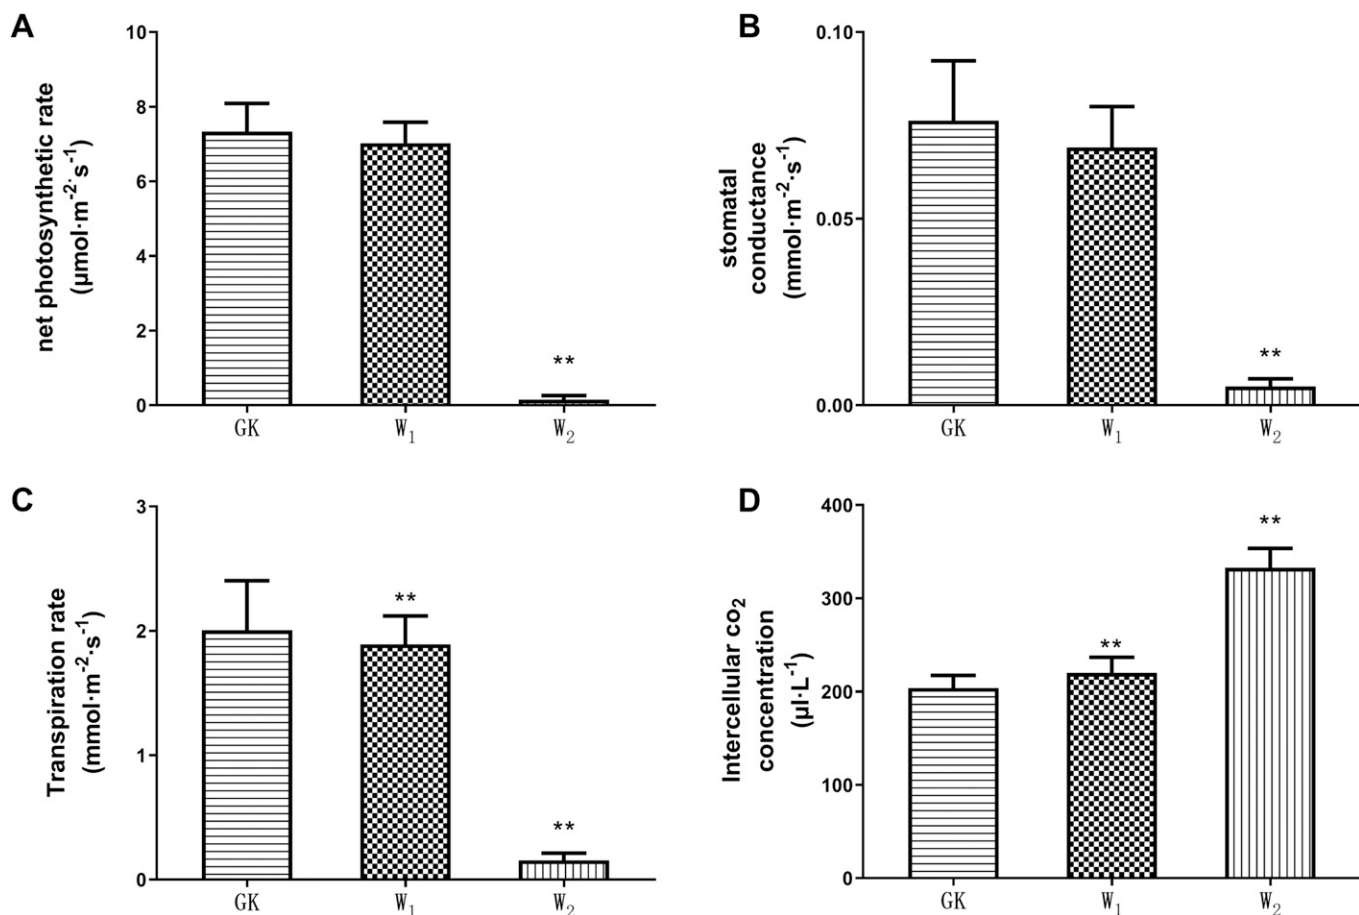 A
net photosynthetic rate
(μmol·m-2·s-1)
10
8
6
4
2
0
**
GK
W1
W2
B
stomatal
conductance
(mmol·m-2·s-1)
0.10
0.05
0.00
**
GK
W1
W2
C
Transpiration rate
(mmol·m-2·s-1)
3
2
1
0
**
**
GK
W1
W2
D
Intercellular co2
concentration
(μl·L-1)
400
300
200
100
0
**
**
GK
W1
W2